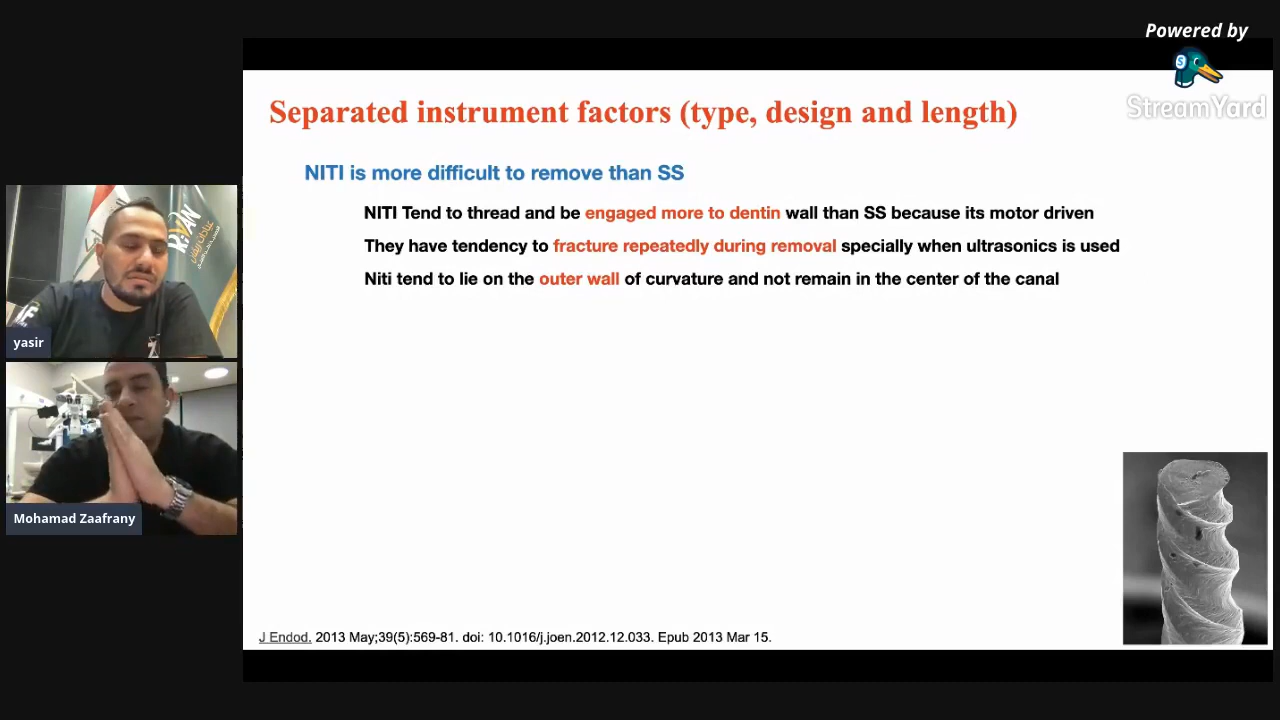 Powered by
StreamYard
Separated instrument factors (type, design and length)
NITI is more difficult to remove than SS
NITI Tend to thread and be engaged more to dentin wall than SS because its motor driven
They have tendency to fracture repeatedly during removal specially when ultrasonics is used
Niti tend to lie on the outer wall of curvature and not remain in the center of the canal
yasir
Mohamad Zaafrany
J Endod. 2013 May;39(5):569-81. doi: 10.1016/j.joen.2012.12.033. Epub 2013 Mar 15.